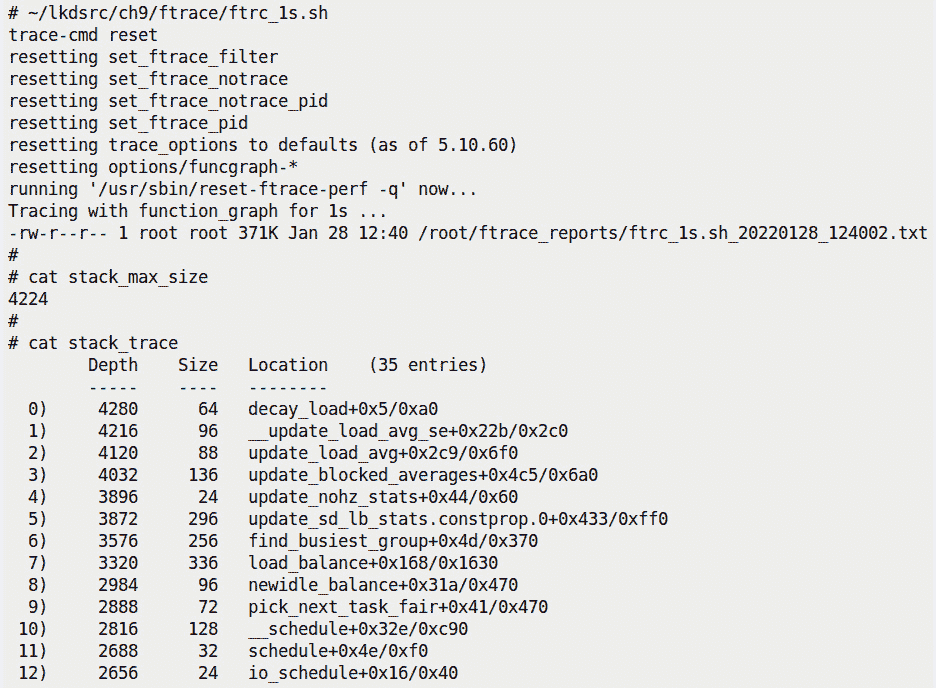 # ~/lkdsrc/ch9/ftrace/ftrc_1s.sh
trace-cmd reset
resetting set_ftrace_filter
resetting set_ftrace_notrace
resetting set_ftrace_notrace_pid
resetting set_ftrace_pid
resetting trace_options to defaults (as of 5.10.60)
resetting options/funcgraph-*
running '/usr/sbin/reset-ftrace-perf -q' now...
Tracing with function_graph for 1s ...
-rw-r--r-- 1 root root 371K Jan 28 12:40 /root/ftrace_reports/ftrc_1s.sh_20220128_124002.txt
#
# cat stack_max_size
4224
#
# cat stack_trace
        Depth    Size   Location    (35 entries)
        -----    ----   --------
  0)     4280      64   decay_load+0x5/0xa0
  1)     4216      96   __update_load_avg_se+0x22b/0x2c0
  2)     4120      88   update_load_avg+0x2c9/0x6f0
  3)     4032     136   update_blocked_averages+0x4c5/0x6a0
  4)     3896      24   update_nohz_stats+0x44/0x60
  5)     3872     296   update_sd_lb_stats.constprop.0+0x433/0xff0
  6)     3576     256   find_busiest_group+0x4d/0x370
  7)     3320     336   load_balance+0x168/0x1630
  8)     2984      96   newidle_balance+0x31a/0x470
  9)     2888      72   pick_next_task_fair+0x41/0x470
 10)     2816     128   __schedule+0x32e/0xc90
 11)     2688      32   schedule+0x4e/0xf0
 12)     2656      24   io_schedule+0x16/0x40